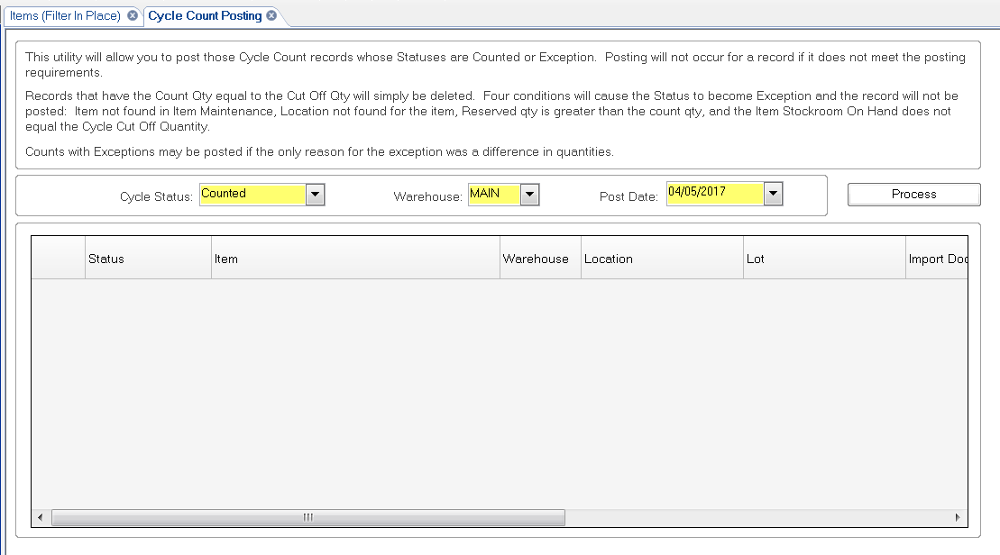 Items (Filter In Place)
Cycle Count Posting
This utility will allow you to post those Cycle Count records whose Statuses are Counted or Exception.  Posting will not occur for a record if it does not meet the posting
requirements.
Records that have the Count Qty equal to the Cut Off Qty will simply be deleted.  Four conditions will cause the Status to become Exception and the record will not be
posted:  Item not found in Item Maintenance, Location not found for the item, Reserved qty is greater than the count qty, and the Item Stockroom On Hand does not
equal the Cycle Cut Off Quantity.
Counts with Exceptions may be posted if the only reason for the exception was a difference in quantities.
Cycle Status: Counted Warehouse: MAIN Post Date: 04/05/2017 Process
Status Item Warehouse Location Lot Import Doc